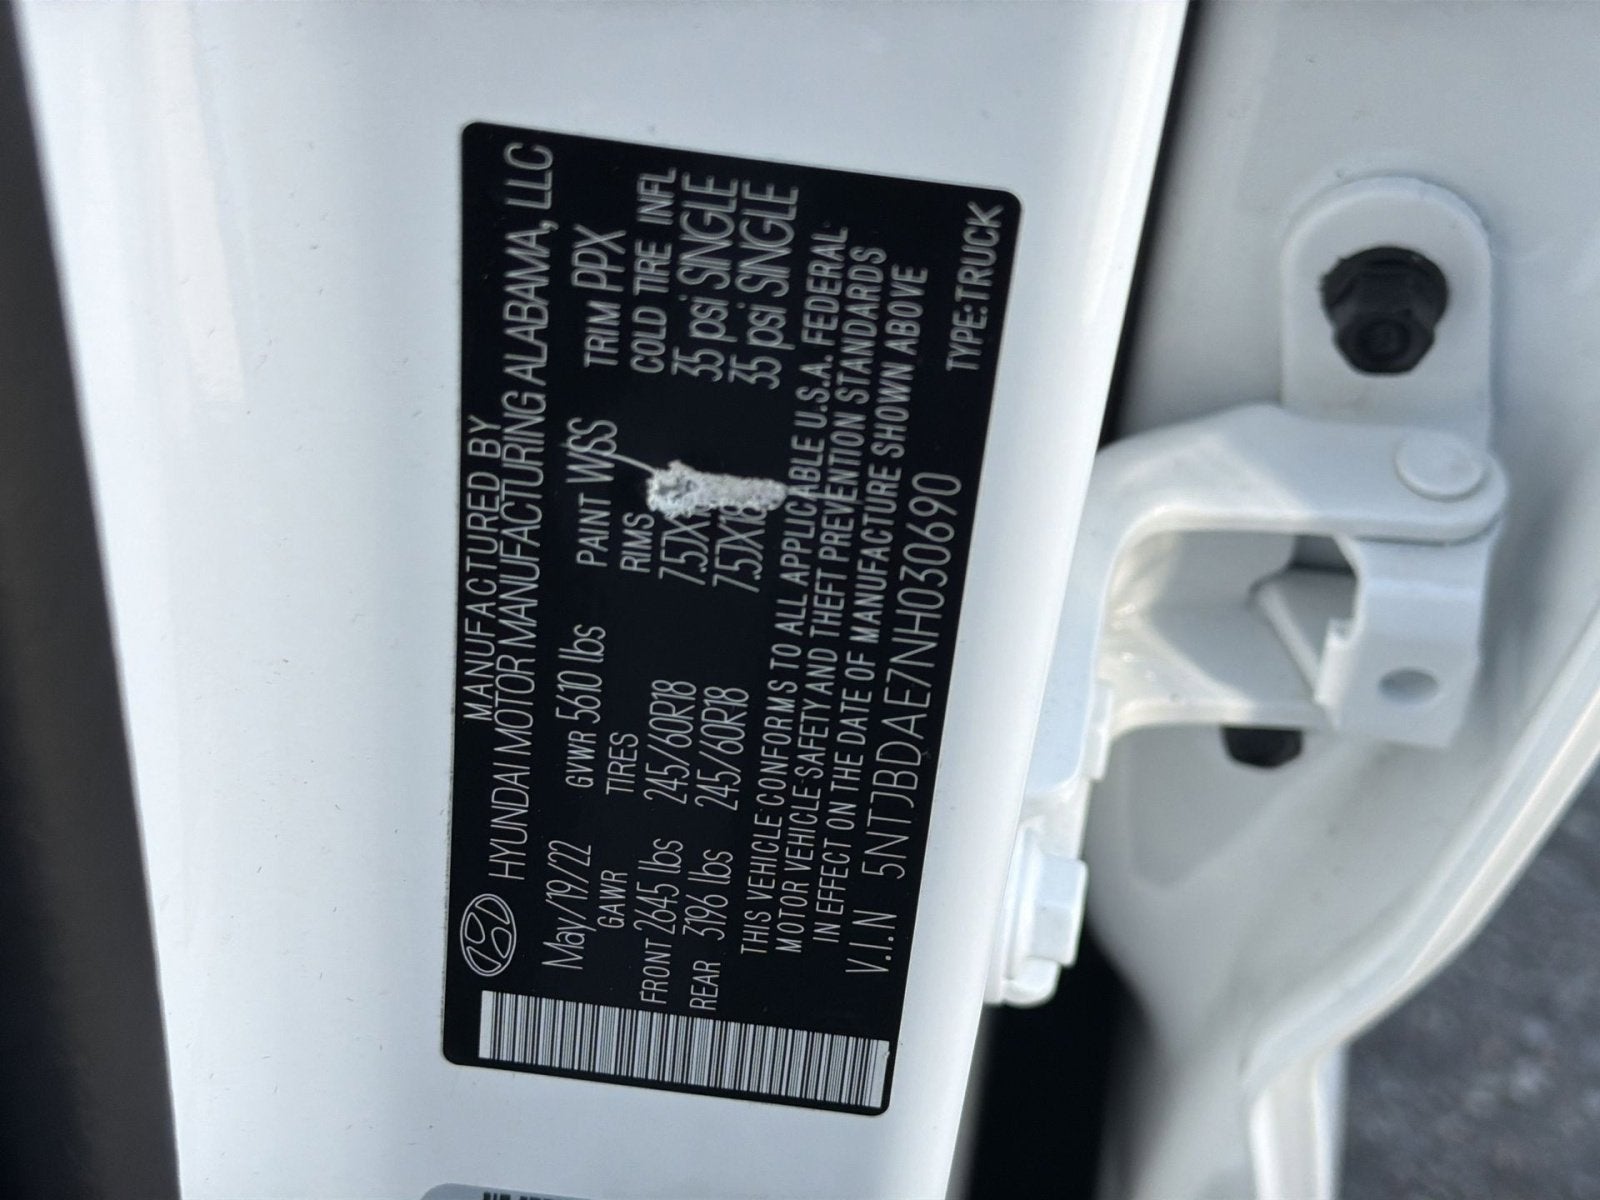 MANUFACTURED BY
HYUNDAI MOTOR MANUFACTURING ALABAMA, LLC
May/19/22 GVWR 5610 lbs PAINT W6S TRIM PPX
GAWR TIRES RIMS COLD TIRE INFL
FRONT 2645 lbs 245/60R18 35 psi SINGLE
REAR 3196 lbs 245/60R18 7.5JX18 35 psi SINGLE
THIS VEHICLE CONFORMS TO ALL APPLICABLE U.S.A. FEDERAL
MOTOR VEHICLE SAFETY AND THEFT PREVENTION STANDARDS
IN EFFECT ON THE DATE OF MANUFACTURE SHOWN ABOVE
V.I.N 5NTJBDAE7NH030690 TYPE:TRUCK